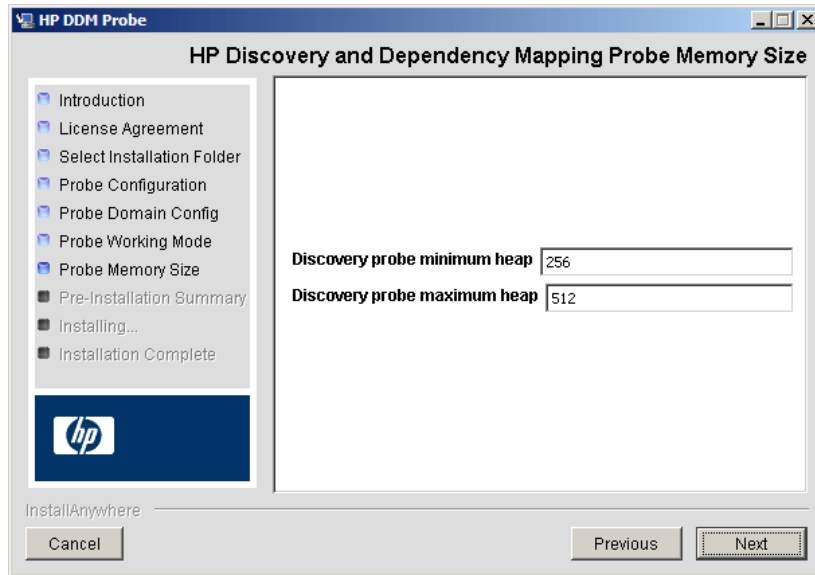 HP DDM Probe
HP Discovery and Dependency Mapping Probe Memory Size
Introduction
License Agreement
Select Installation Folder
Probe Configuration
Probe Domain Config
Probe Working Mode
Probe Memory Size
Pre-Installation Summary
Installing...
Installation Complete
Discovery probe minimum heap 256
Discovery probe maximum heap 512
hp
InstallAnywhere
Cancel Previous Next